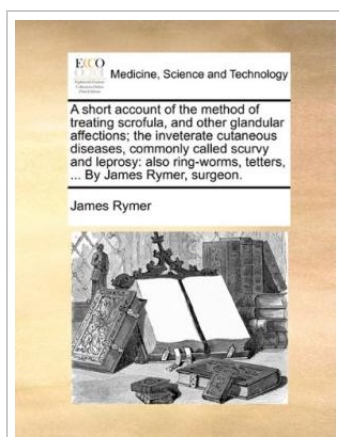 ECCO
Medicine, Science and Technology
A short account of the method of
treating scrofula, and other glandular
affections; the inveterate cutaneous
diseases, commonly called scurvy
and leprosy: also ring-worms, tetters,
... By James Rymer, surgeon.
James Rymer